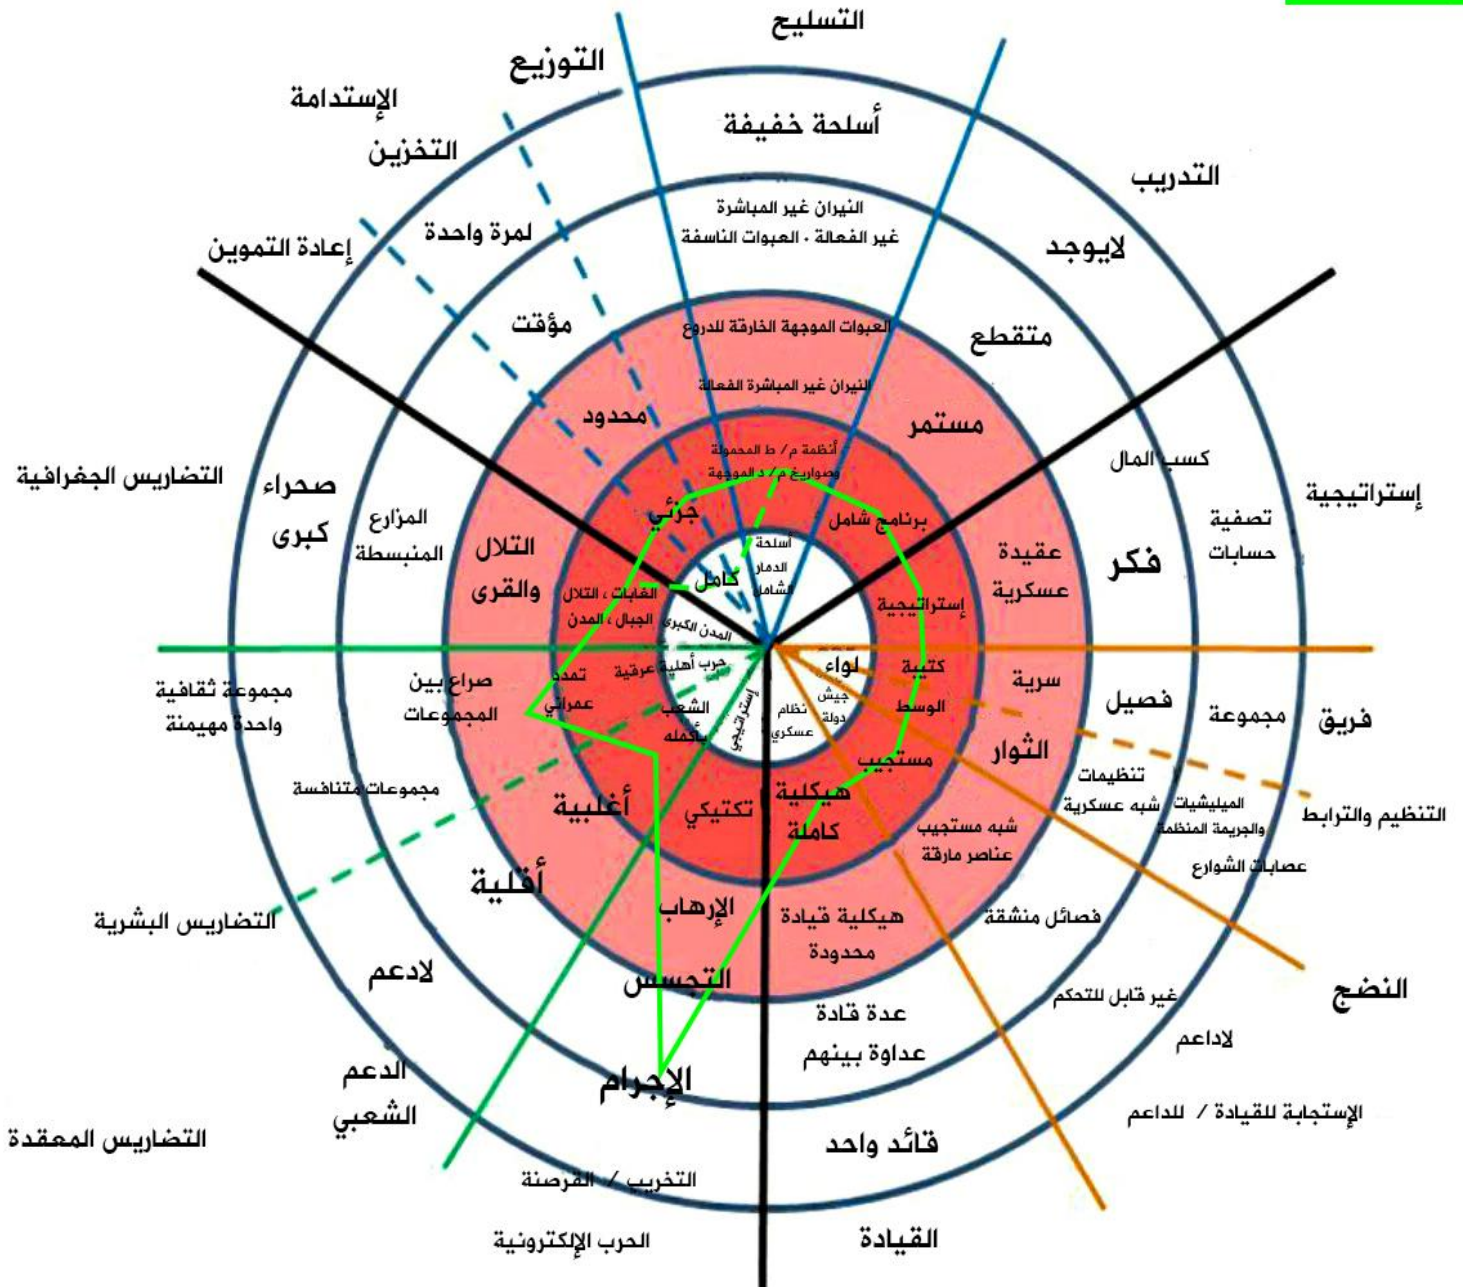 التسليح
التوزيع
الإستدامة
التخزين
إعادة التموين
التدريب
أسلحة خفيفة
النيران غير المباشرة
غير الفعالة . العبوات الناسفة
العبوات الموجهة الخارقة للدروع
النيران غير المباشرة الفعالة
أنظمة م / ط المحمولة
وصواريخ م / د الموجهة
أسلحة
الدمار
الشامل
لايوجد
متقطع
مستمر
برنامج شامل
لمرة واحدة
مؤقت
محدود
جزئي
كامل
إستراتيجية
كسب المال
تصفية
حسابات
فكر
عقيدة
عسكرية
إستراتيجية
التضاريس الجغرافية
صحراء
كبرى
المزارع
المنبسطة
التلال
والقرى
الغابات ، التلال
الجبال ، المدن
المدن الكبرى
فريق
مجموعة
فصيل
سرية
كتيبة
لواء
التنظيم والترابط
الميليشيات
والجريمة المنظمة
عصابات الشوارع
تنظيمات
شبه عسكرية
الثوار
الوسط
جيش
دولة
نظام
عسكري
مجموعة ثقافية
واحدة مهيمنة
صراع بين
المجموعات
تمدد
عمراني
حرب أهلية عرقية
مجموعات متنافسة
التضاريس البشرية
الشعب
بأكمله
أغلبية
أقلية
لادعم
الدعم
الشعبي
التضاريس المعقدة
إستراتيجي
تكتيكي
الإرهاب
التجسس
الإجرام
التخريب / القرصنة
الحرب الإلكترونية
النضج
مستجيب
شبه مستجيب
عناصر مارقة
فصائل منشقة
غير قابل للتحكم
لاداعم
الإستجابة للقيادة / للداعم
هيكلية
كاملة
هيكلية قيادة
محدودة
عدة قادة
عداوة بينهم
قائد واحد
القيادة